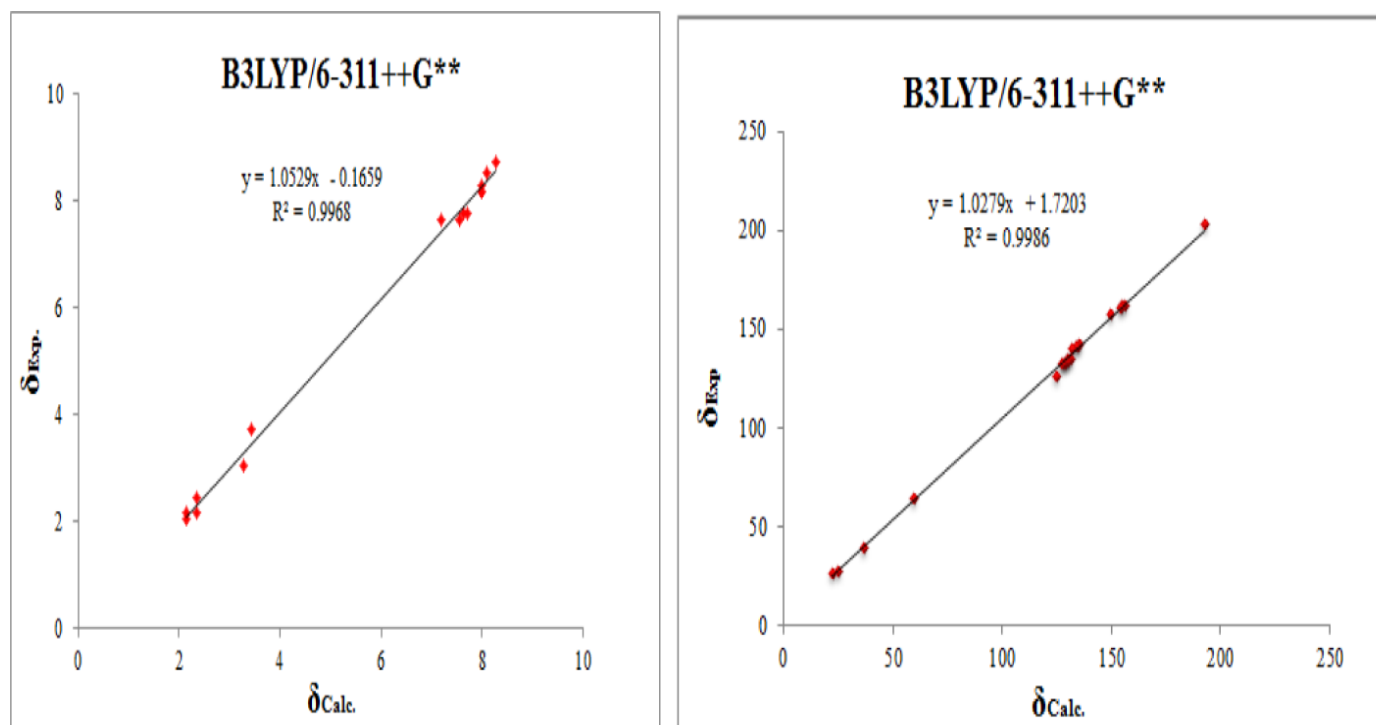 B3LYP/6-311++G**
10
8
6
4
2
0
y = 1.0529x - 0.1659
R² = 0.9968
δExp.
0 2 4 6 8 10
δCalc.
B3LYP/6-311++G**
250
200
150
100
50
0
y = 1.0279x + 1.7203
R² = 0.9986
δExp
0 50 100 150 200 250
δCalc.